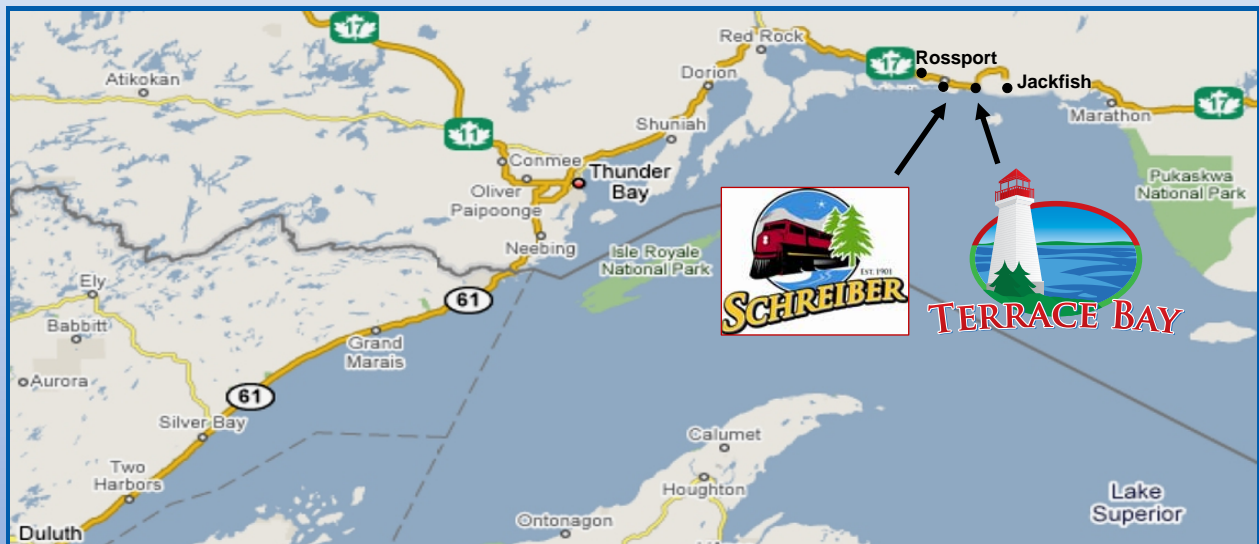 17
Red Rock
Rossport
17
Atikokan
Dorion
Jackfish
17
Marathon
Shuniah
11
Conmee
Thunder
Bay
Oliver
Paipoonge
Pukaskwa
National Park
Neebing
Isle Royale
National Park
EST. 1901
SCHREIBER
TERRACE BAY
Ely
61
Babbitt
Grand
Marais
Aurora
61
Silver Bay
Calumet
Two
Harbors
Houghton
Lake
Superior
Ontonagon
Duluth